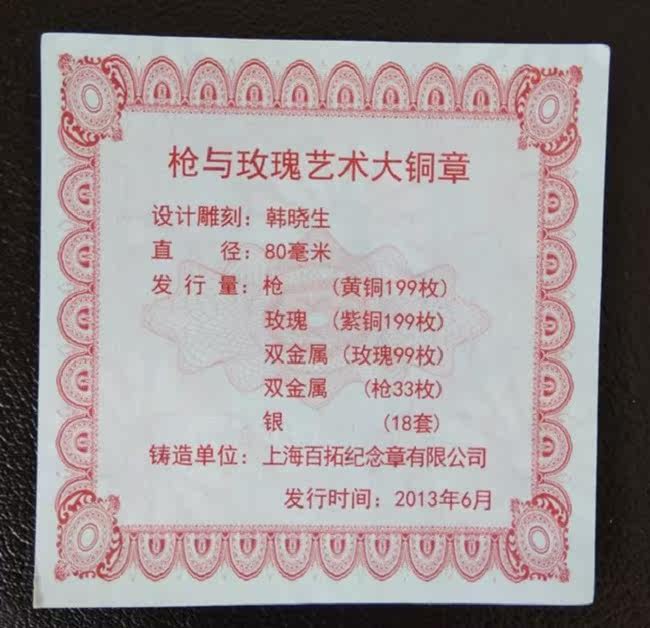 枪与玫瑰艺术大铜章
设计雕刻：韩晓生
直 径：80毫米
发 行 量：枪 (黄铜199枚)
玫瑰 (紫铜199枚)
双金属 (玫瑰99枚)
双金属 (枪33枚)
银 (18套)
铸造单位：上海百拓纪念章有限公司
发行时间：2013年6月